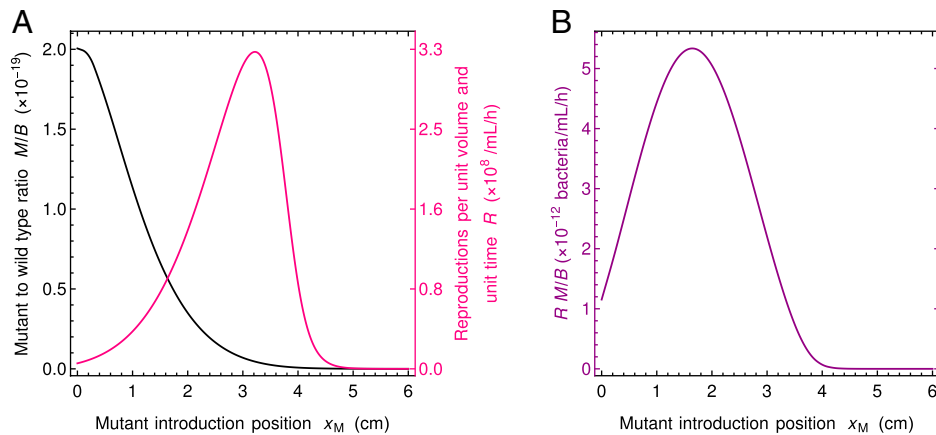 A
Mutant to wild type ratio M/B (×10⁻¹⁹)
2.0
1.5
1.0
0.5
0.0
0 1 2 3 4 5 6
Mutant introduction position x_M (cm)
3.3
2.5
1.6
0.8
0.0
Reproductions per unit volume and
unit time R (×10⁸ /mL/h)
B
R M/B (×10⁻¹² bacteria/mL/h)
5
4
3
2
1
0
0 1 2 3 4 5 6
Mutant introduction position x_M (cm)